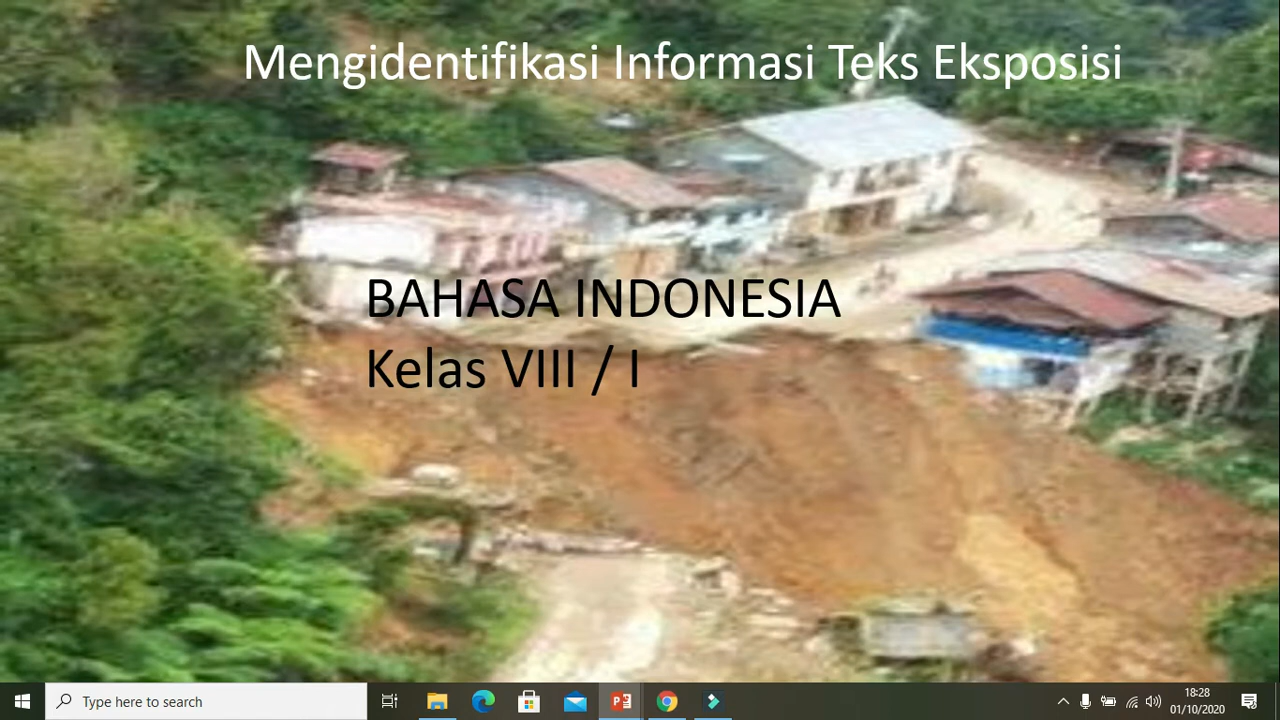 Mengidentifikasi Informasi Teks Eksposisi
BAHASA INDONESIA
Kelas VIII / I
Type here to search
18:28
01/10/2020